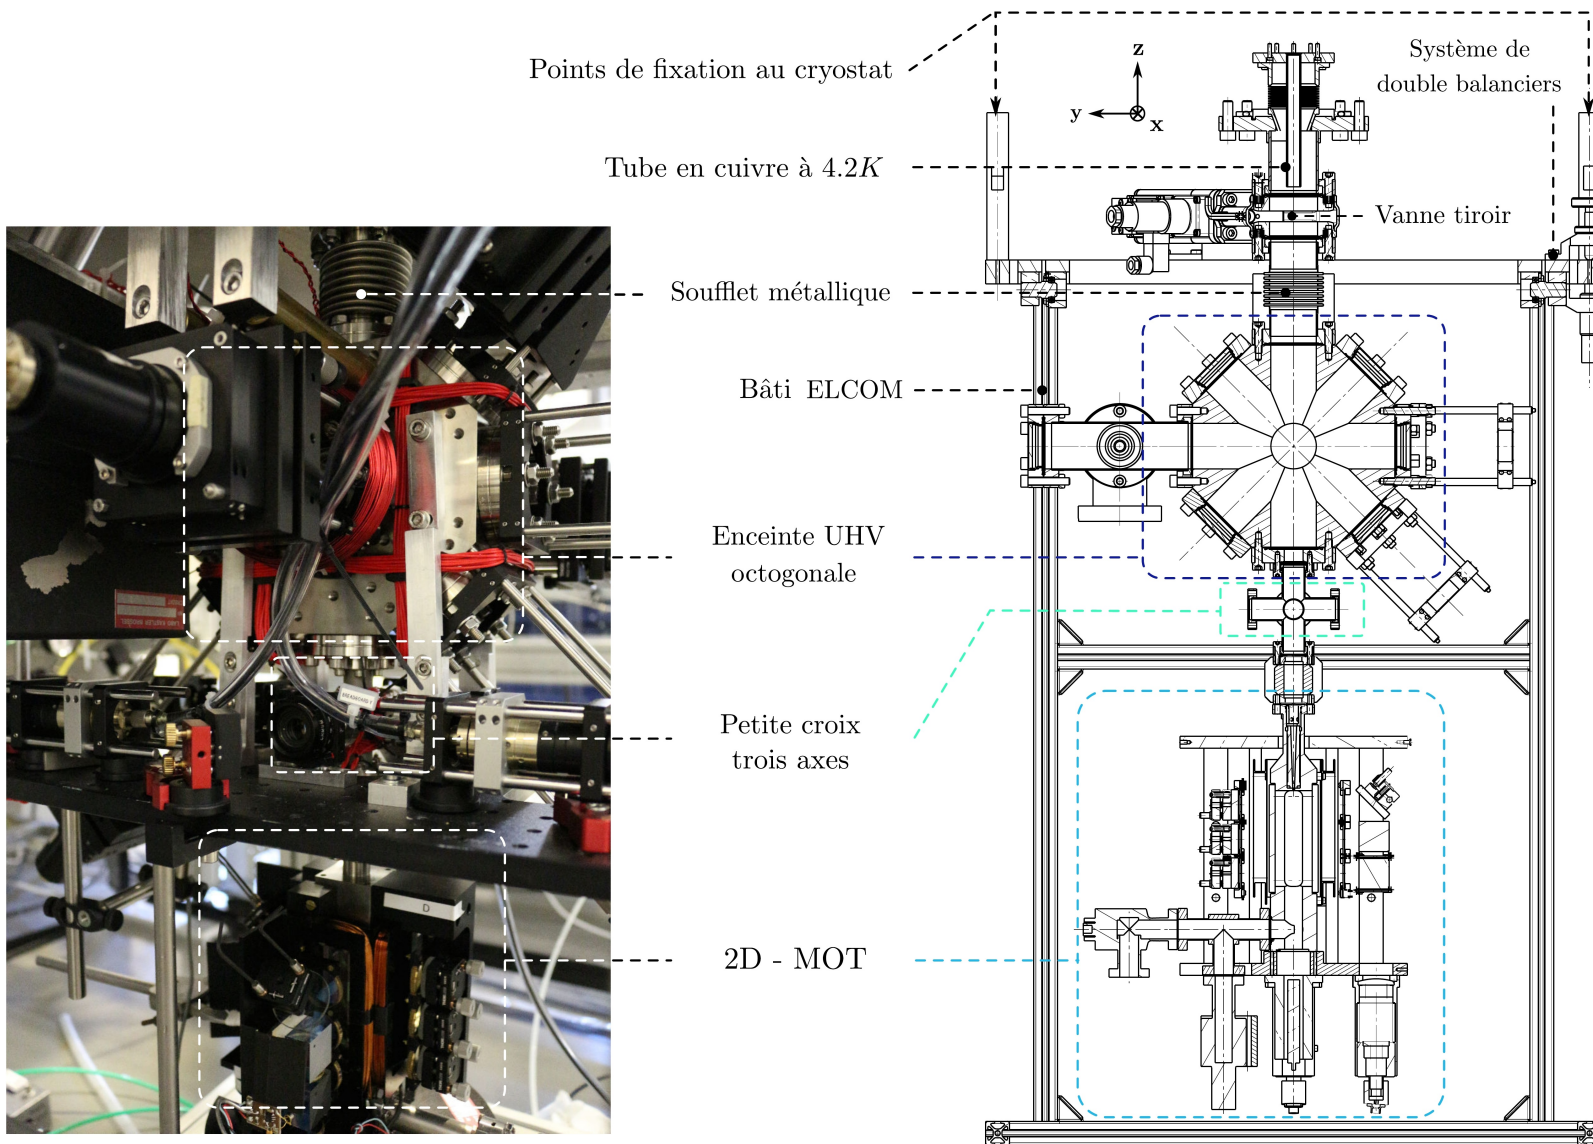 Points de fixation au cryostat
Système de
double balanciers
z
y
x
Tube en cuivre à 4.2K
Vanne tiroir
Soufflet métallique
Bâti ELCOM
Enceinte UHV
octogonale
Petite croix
trois axes
D
2D - MOT